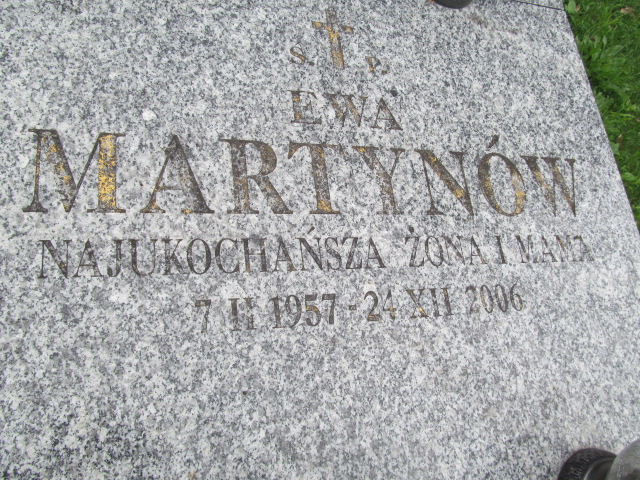 Ś. P.
EWA
MARTYNÓW
NAJUKOCHAŃSZA ŻONA I MAMA
7 II 1957 - 24 XII 2006